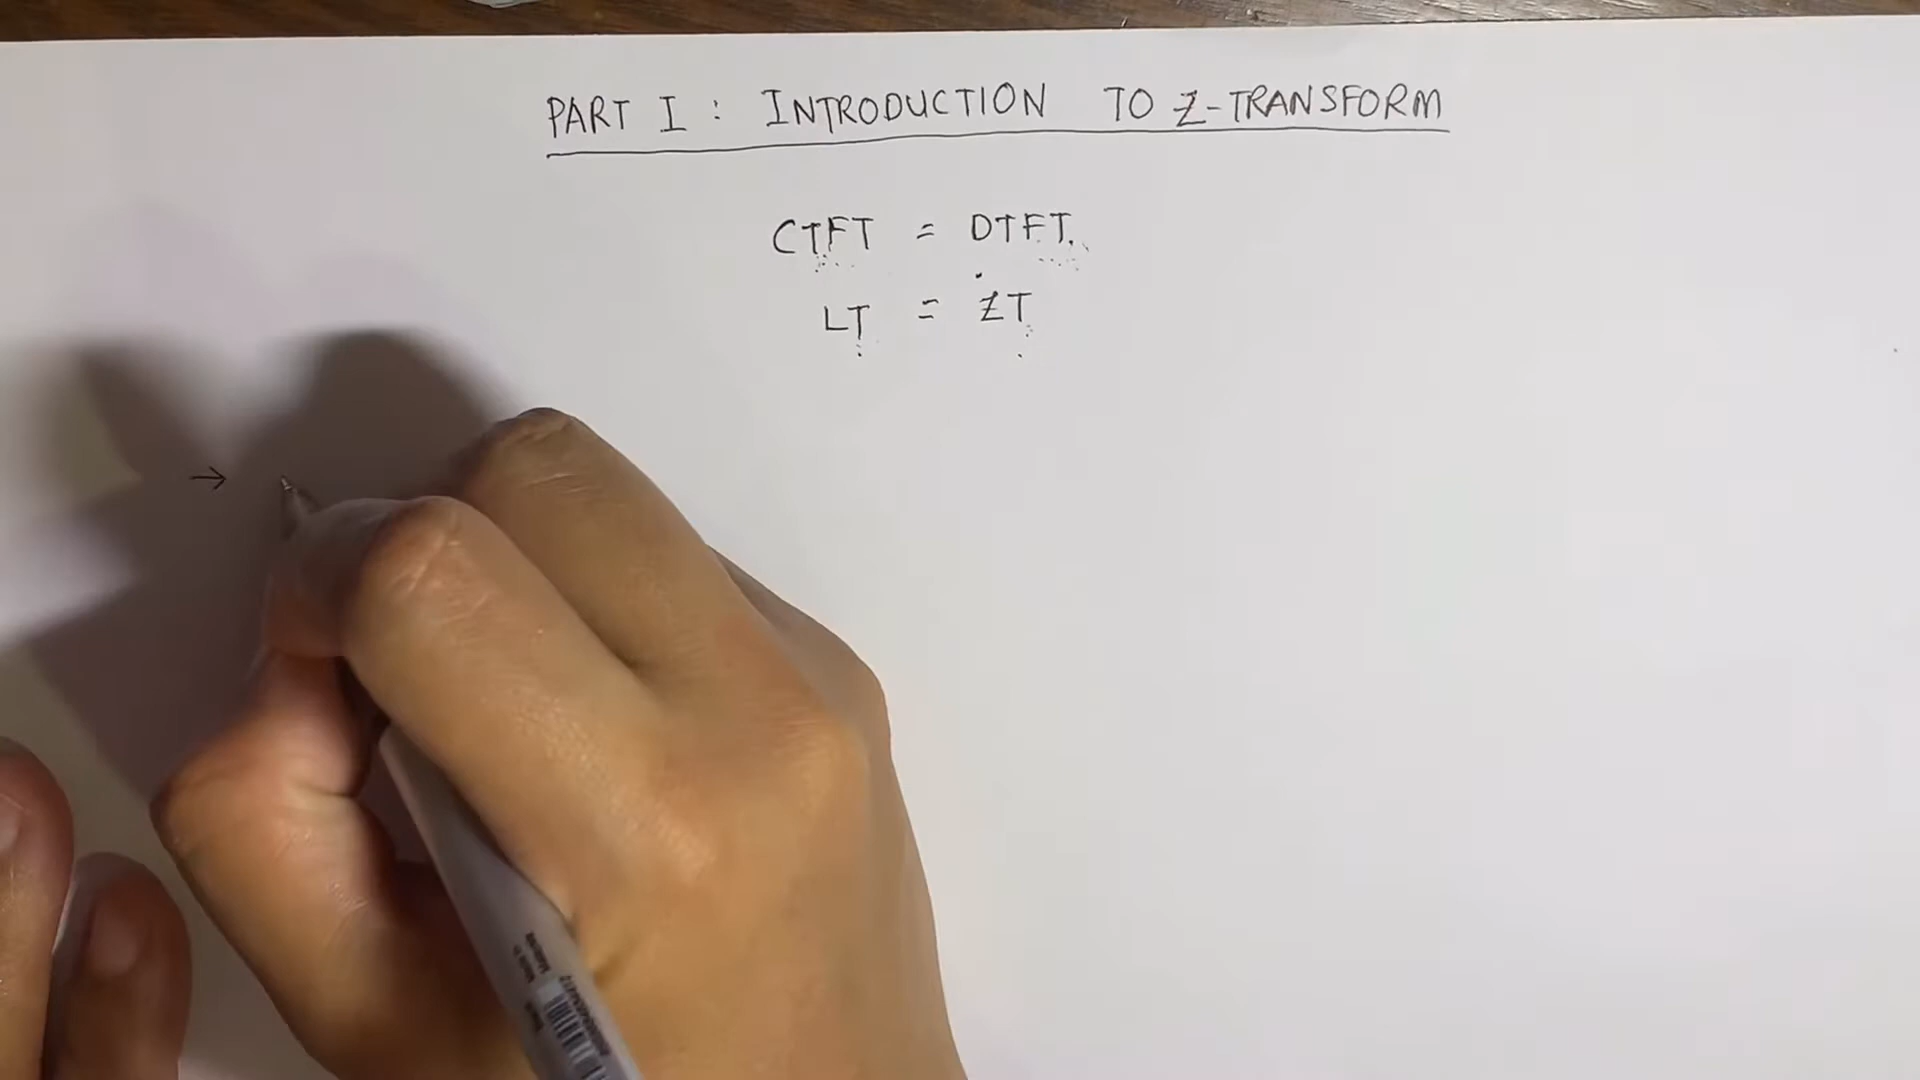 PART I : INTRODUCTION TO Z-TRANSFORM
CTFT = DTFT.
LT = ZT
→